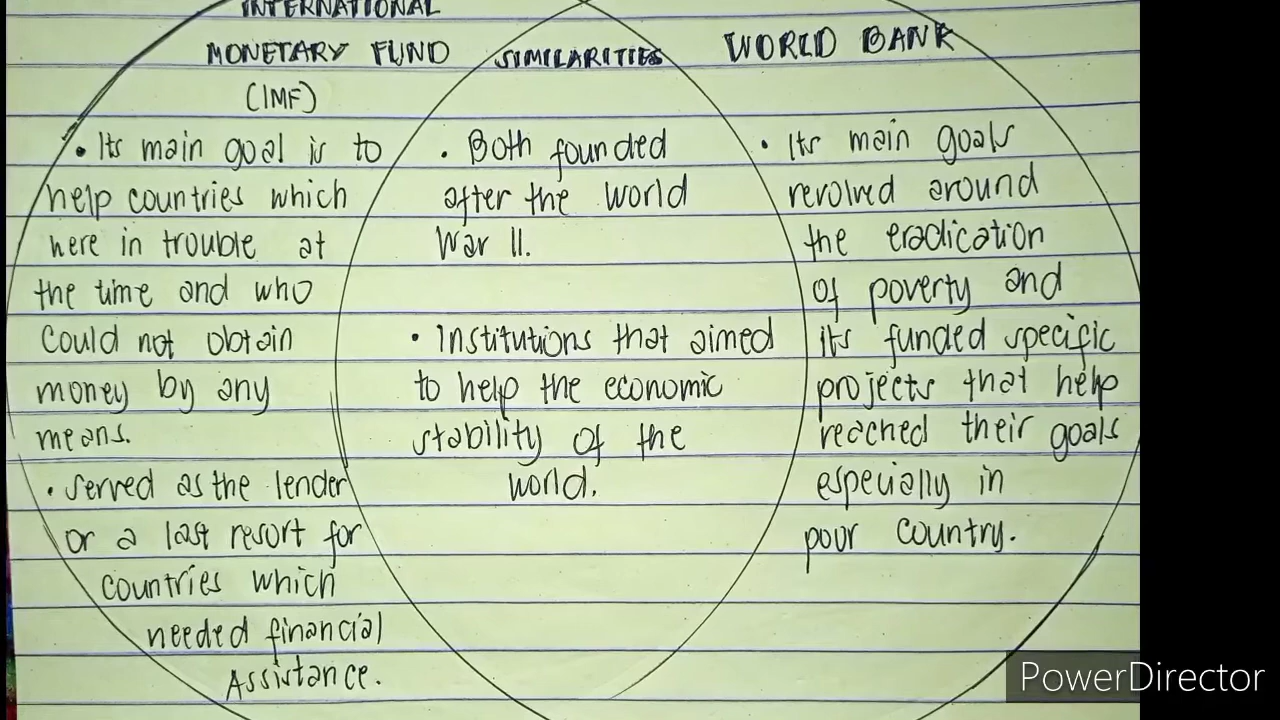 INTERNATIONAL
MONETARY FUND
(IMF)
• Its main goal is to
help countries which
here in trouble at
the time and who
could not obtain
money by any
means.
• served as the lender
or a last resort for
countries which
needed financial
Assistance.
SIMILARITIES
• Both founded
after the world
War II.
• Institutions that aimed
to help the economic
stability of the
world.
WORLD BANK
• Its main goals
revolved around
the eradication
of poverty and
its funded specific
projects that help
reached their goals
especially in
poor country.
PowerDirector